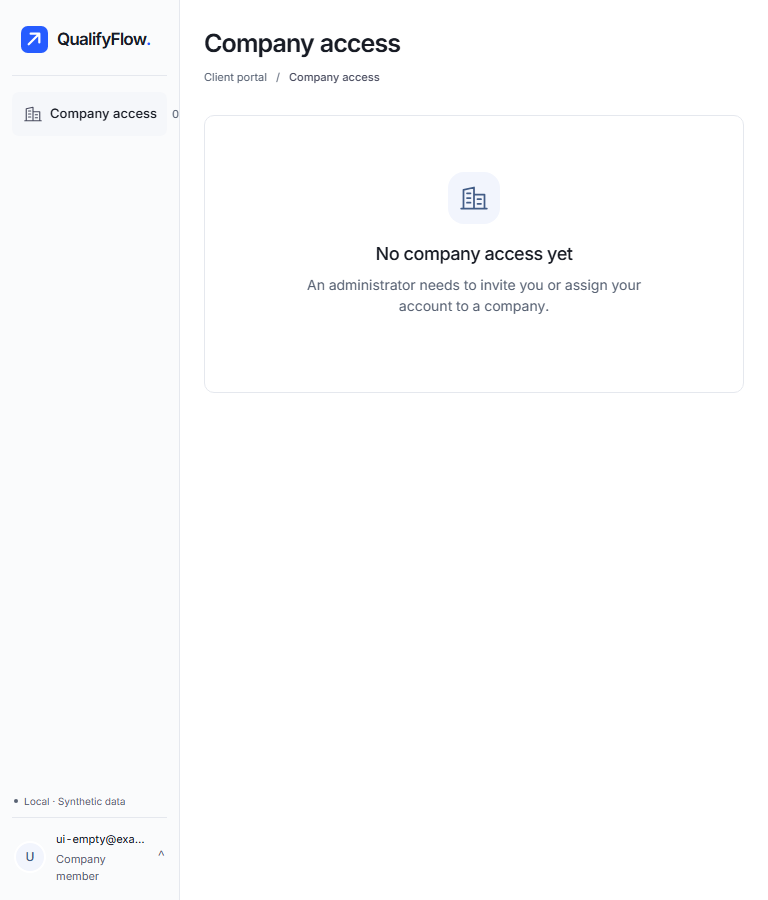 QualifyFlow.
Company access 0
Company access
Client portal / Company access
No company access yet
An administrator needs to invite you or assign your
account to a company.
Local · Synthetic data
U
ui-empty@exa...
Company
member
^